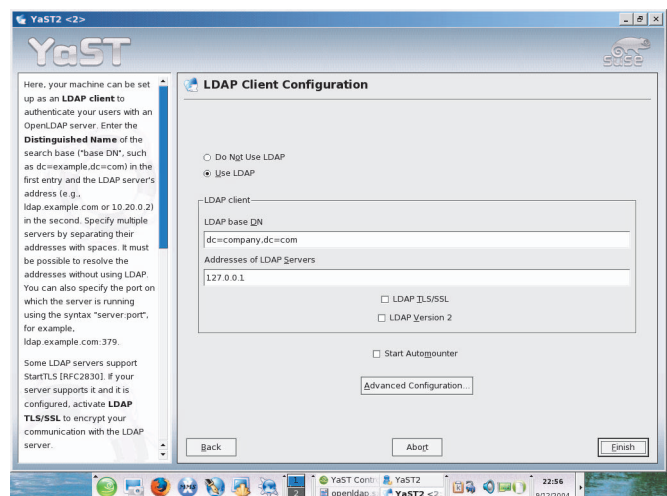 YaST2 <2>
YaST
SUSE
Here, your machine can be set
up as an LDAP client to
authenticate your users with an
OpenLDAP server. Enter the
Distinguished Name of the
search base ("base DN", such
as dc=example,dc=com) in the
first entry and the LDAP server's
address (e.g.,
ldap.example.com or 10.20.0.2)
in the second. Specify multiple
servers by separating their
addresses with spaces. It must
be possible to resolve the
addresses without using LDAP.
You can also specify the port on
which the server is running
using the syntax "server:port",
for example,
ldap.example.com:379.
Some LDAP servers support
StartTLS [RFC2830]. If your
server supports it and it is
configured, activate LDAP
TLS/SSL to encrypt your
communication with the LDAP
server.
LDAP Client Configuration
Do Not Use LDAP
Use LDAP
LDAP client
LDAP base DN
dc=company,dc=com
Addresses of LDAP Servers
127.0.0.1
LDAP TLS/SSL
LDAP Version 2
Start Automounter
Advanced Configuration...
Back
Abort
Finish
1
2
YaST Contr
YaST2
openldap.s
YaST2 <2>
22:56